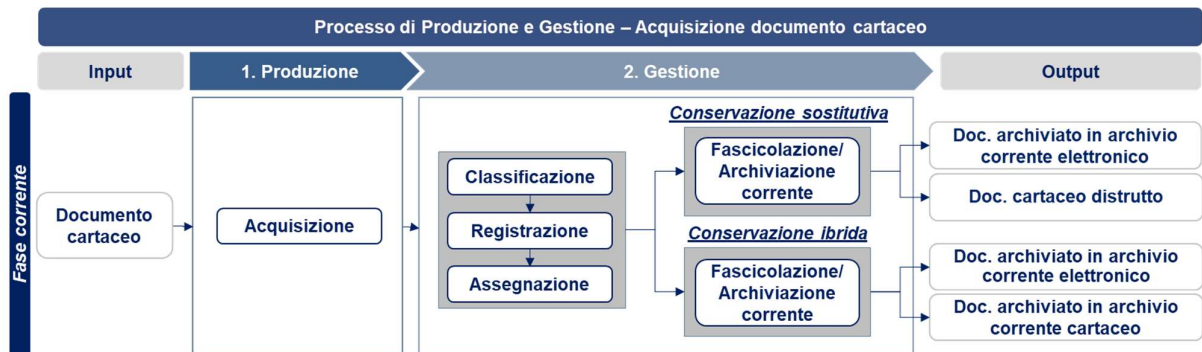 Processo di Produzione e Gestione – Acquisizione documento cartaceo
Input
1. Produzione
2. Gestione
Output
Fase corrente
Documento
cartaceo
Acquisizione
Classificazione
Registrazione
Assegnazione
Conservazione sostitutiva
Fascicolazione/
Archiviazione
corrente
Conservazione ibrida
Fascicolazione/
Archiviazione
corrente
Doc. archiviato in archivio
corrente elettronico
Doc. cartaceo distrutto
Doc. archiviato in archivio
corrente elettronico
Doc. archiviato in archivio
corrente cartaceo